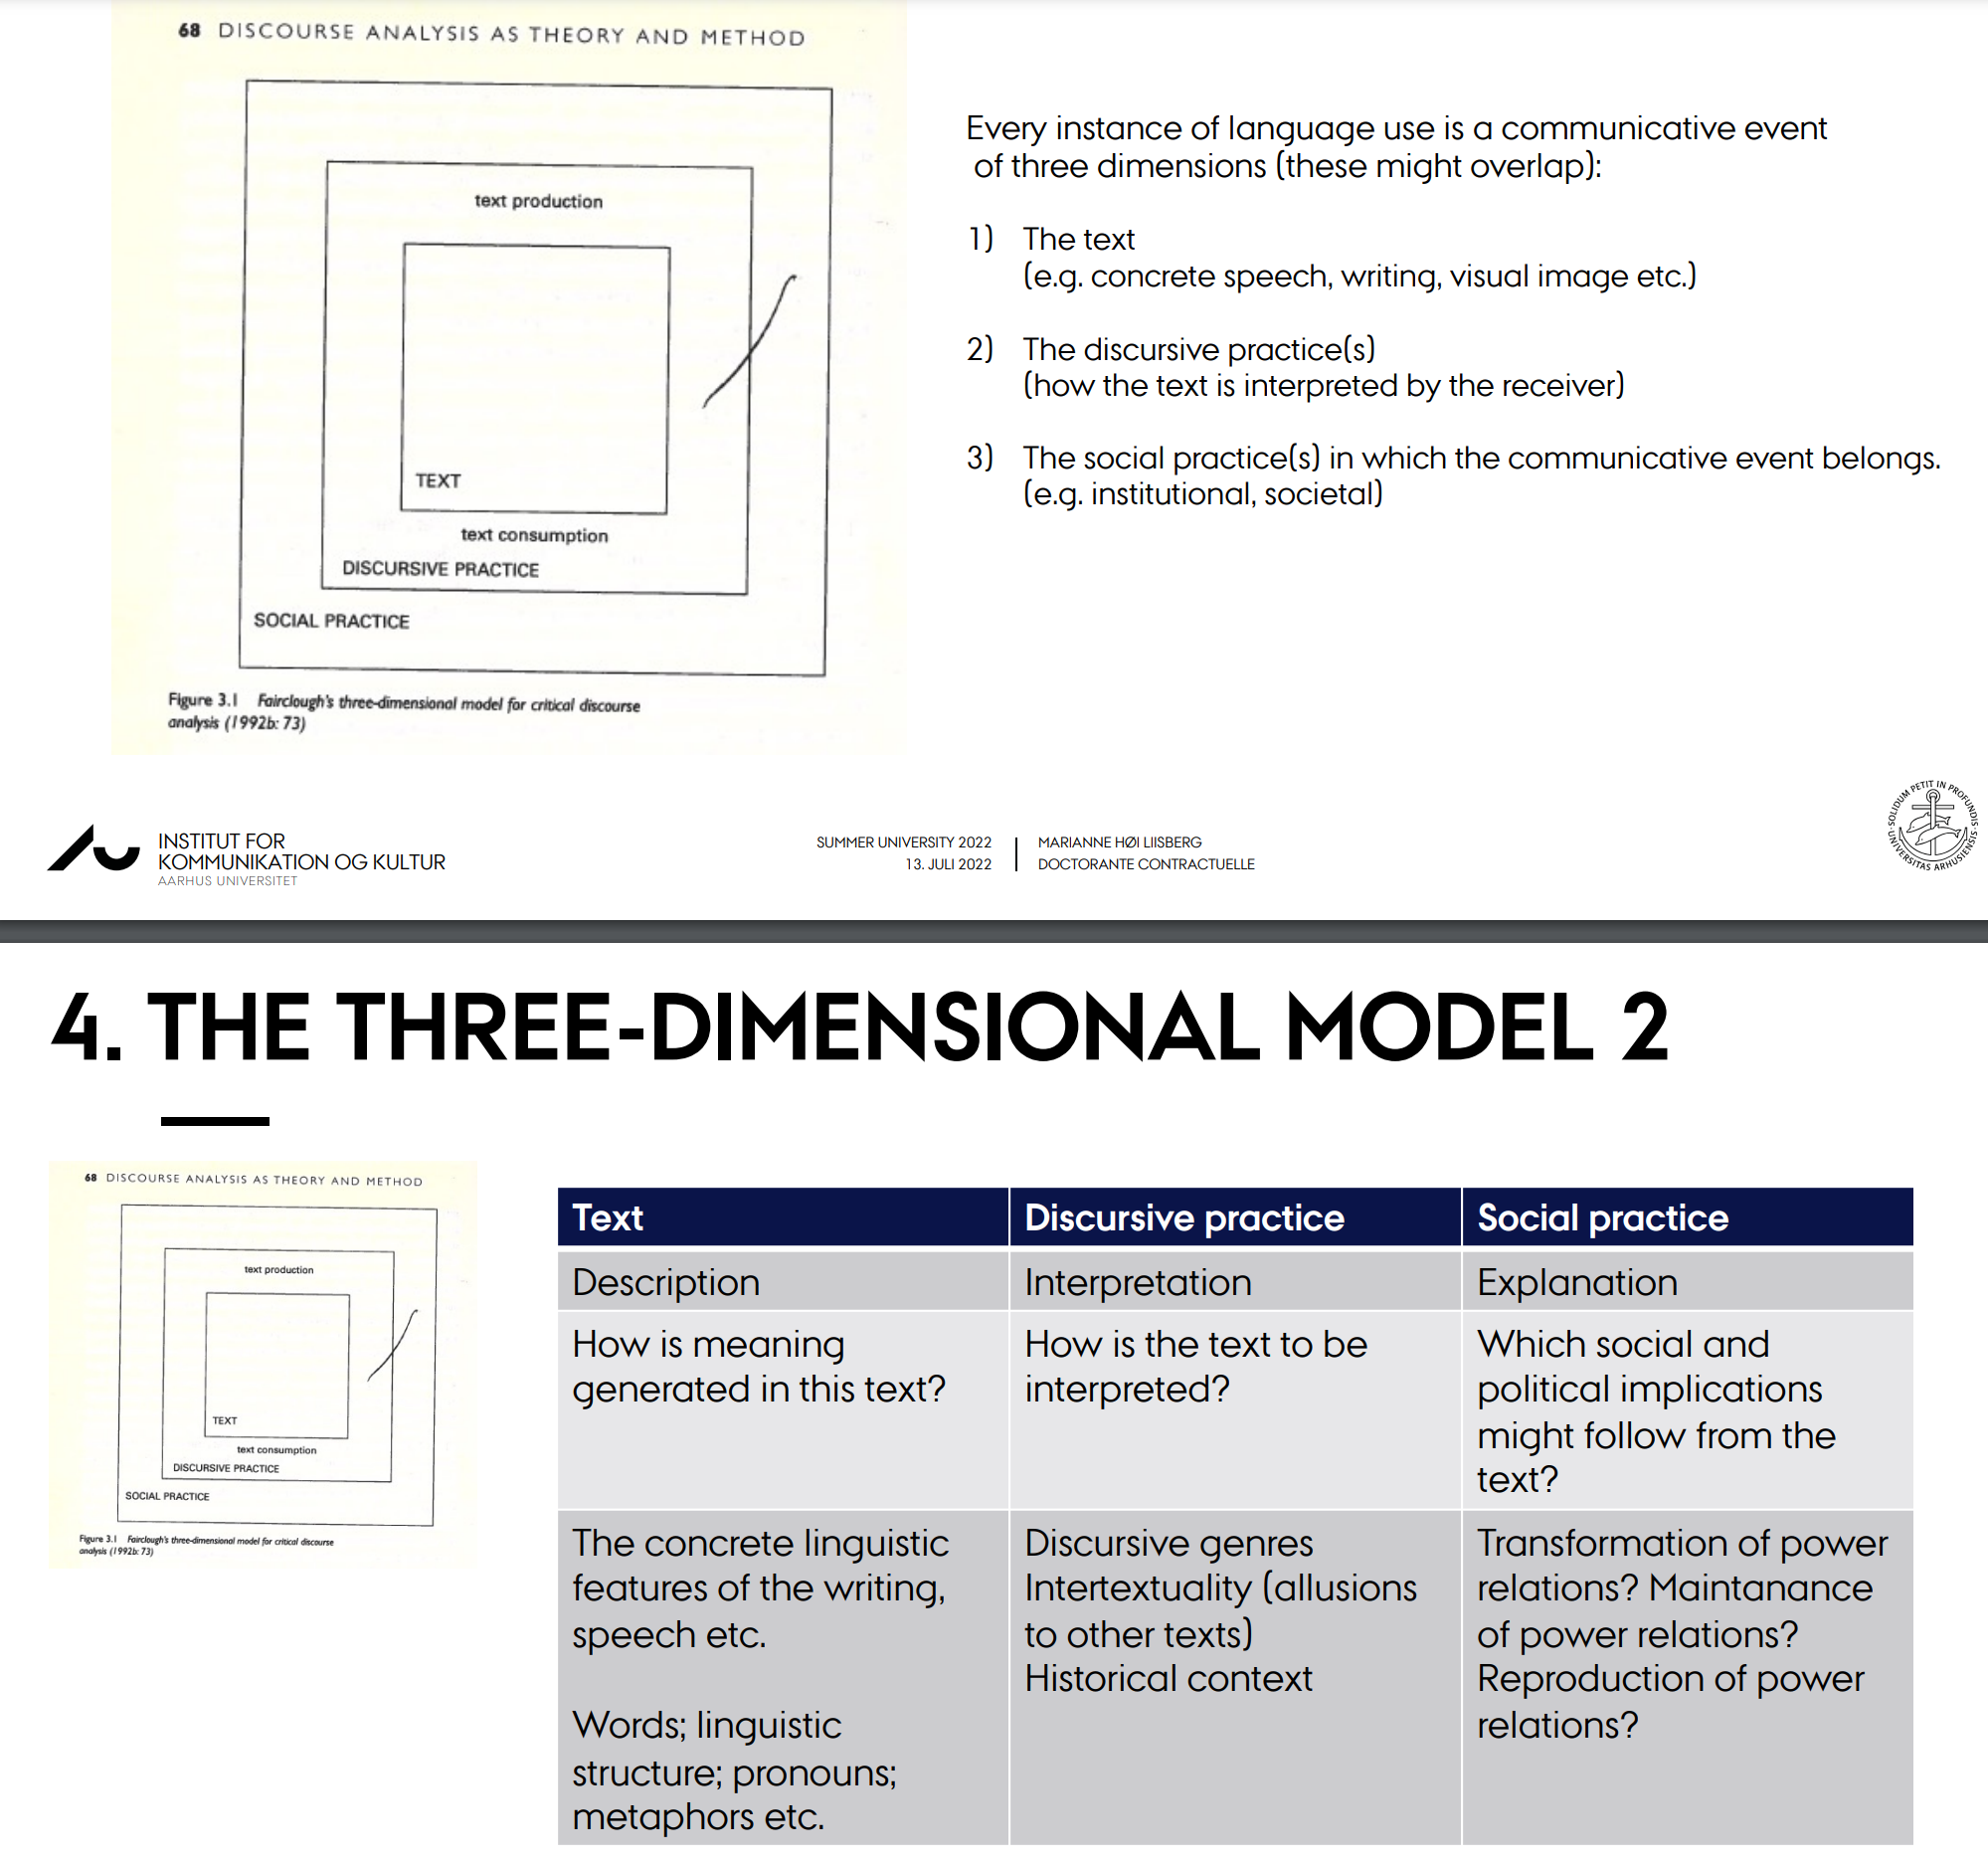 68 DISCOURSE ANALYSIS AS THEORY AND METHOD
text production
TEXT
text consumption
DISCURSIVE PRACTICE
SOCIAL PRACTICE
Figure 3.1 Fairclough's three-dimensional model for critical discourse
analysis (1992b: 73)
Every instance of language use is a communicative event
of three dimensions (these might overlap):
1) The text
(e.g. concrete speech, writing, visual image etc.)
2) The discursive practice(s)
(how the text is interpreted by the receiver)
3) The social practice(s) in which the communicative event belongs.
(e.g. institutional, societal)
INSTITUT FOR
KOMMUNIKATION OG KULTUR
AARHUS UNIVERSITET
SUMMER UNIVERSITY 2022
13. JULI 2022
MARIANNE HØI LIISBERG
DOCTORANTE CONTRACTUELLE
SOLIDUM PETIT IN PROFUNDIS
UNIVERSITAS ARHUSIENSIS
4. THE THREE-DIMENSIONAL MODEL 2
68 DISCOURSE ANALYSIS AS THEORY AND METHOD
text production
TEXT
text consumption
DISCURSIVE PRACTICE
SOCIAL PRACTICE
Figure 3.1 Fairclough's three-dimensional model for critical discourse
analysis (1992b: 73)
Text
Discursive practice
Social practice
Description
Interpretation
Explanation
How is meaning
generated in this text?
How is the text to be
interpreted?
Which social and
political implications
might follow from the
text?
The concrete linguistic
features of the writing,
speech etc.
Words; linguistic
structure; pronouns;
metaphors etc.
Discursive genres
Intertextuality (allusions
to other texts)
Historical context
Transformation of power
relations? Maintanance
of power relations?
Reproduction of power
relations?